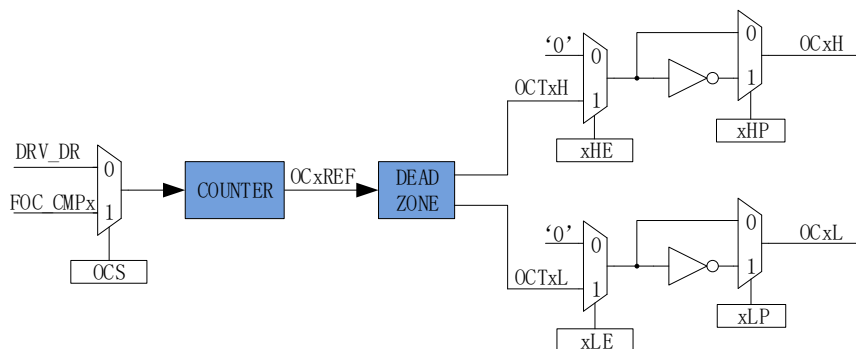 DRV_DR
FOC_CMPx
0
1
OCS
COUNTER
OCxREF
DEAD
ZONE
OCTxH
‘0’
0
1
xHE
0
1
xHP
OCxH
OCTxL
‘0’
0
1
xLE
0
1
xLP
OCxL